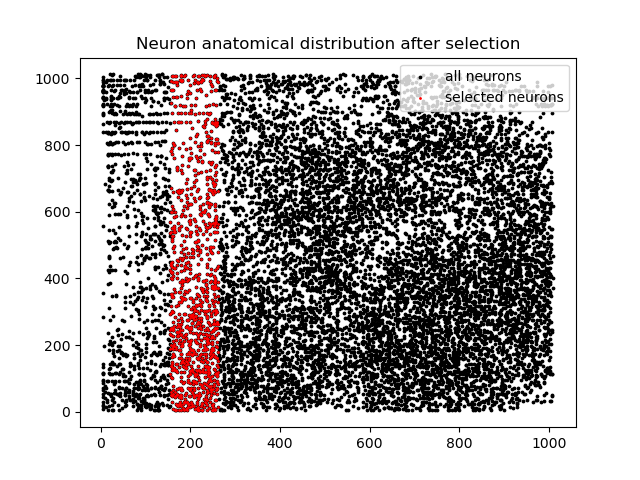 Neuron anatomical distribution after selection
all neurons
selected neurons
1000
800
600
400
200
0
0 200 400 600 800 1000